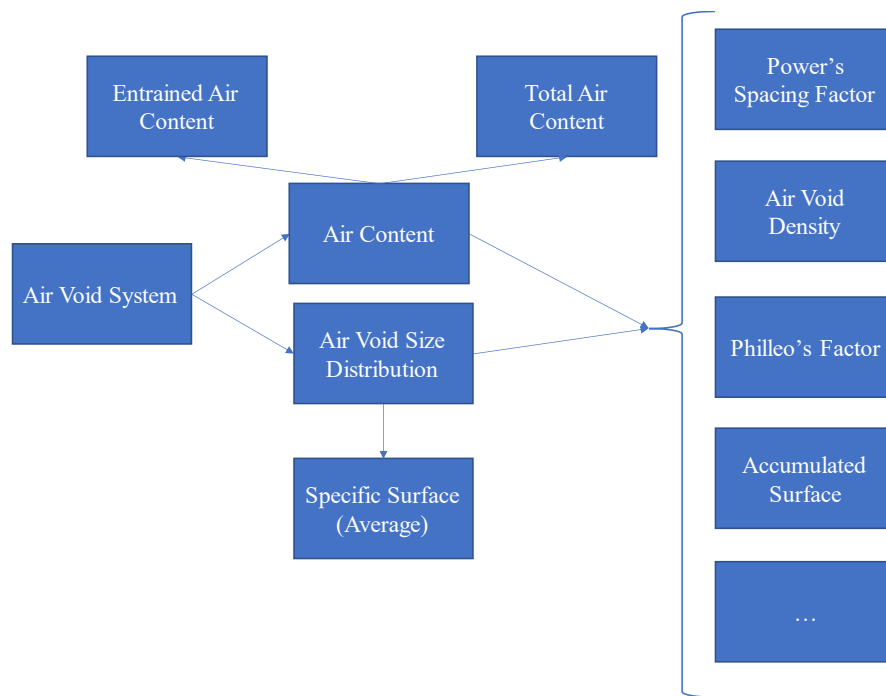 Entrained Air
Content
Total Air
Content
Power's
Spacing Factor
Air Content
Air Void
Density
Air Void System
Air Void Size
Distribution
Philleo's Factor
Specific Surface
(Average)
Accumulated
Surface
…